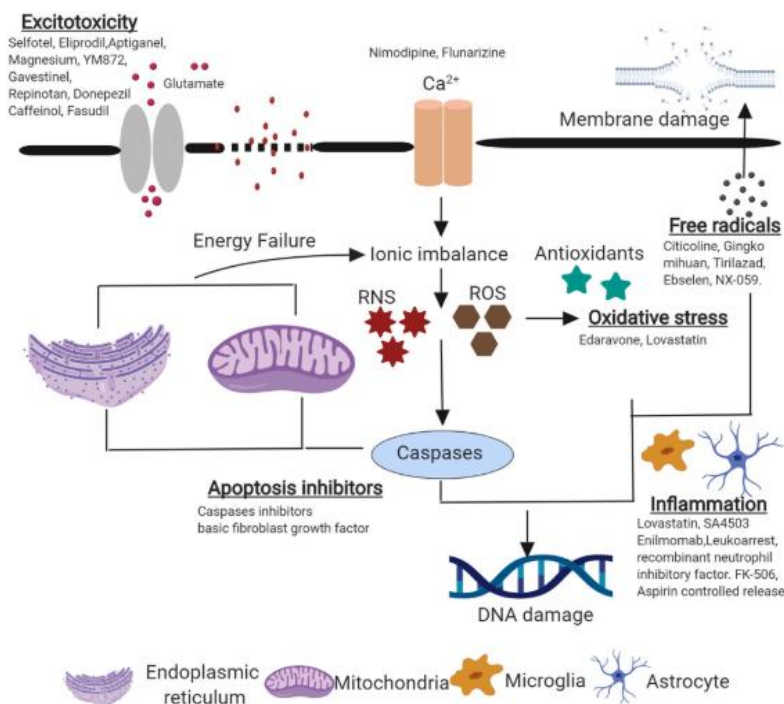 Excitotoxicity
Selfotel, Eliprodil,Aptiganel,
Magnesium, YM872,
Gavestinel,
Repinotan, Donepezil
Caffeinol, Fasudil
Glutamate
Nimodipine, Flunarizine
Ca²⁺
Membrane damage
Free radicals
Citicoline, Gingko
mihuan, Tirilazad,
Ebselen, NX-059.
Energy Failure
Ionic imbalance
Antioxidants
RNS
ROS
Oxidative stress
Edaravone, Lovastatin
Caspases
Apoptosis inhibitors
Caspases inhibitors
basic fibroblast growth factor
Inflammation
Lovastatin, SA4503
Enilmomab,Leukoarrest,
recombinant neutrophil
inhibitory factor. FK-506,
Aspirin controlled release
DNA damage
Endoplasmic
reticulum
Mitochondria
Microglia
Astrocyte